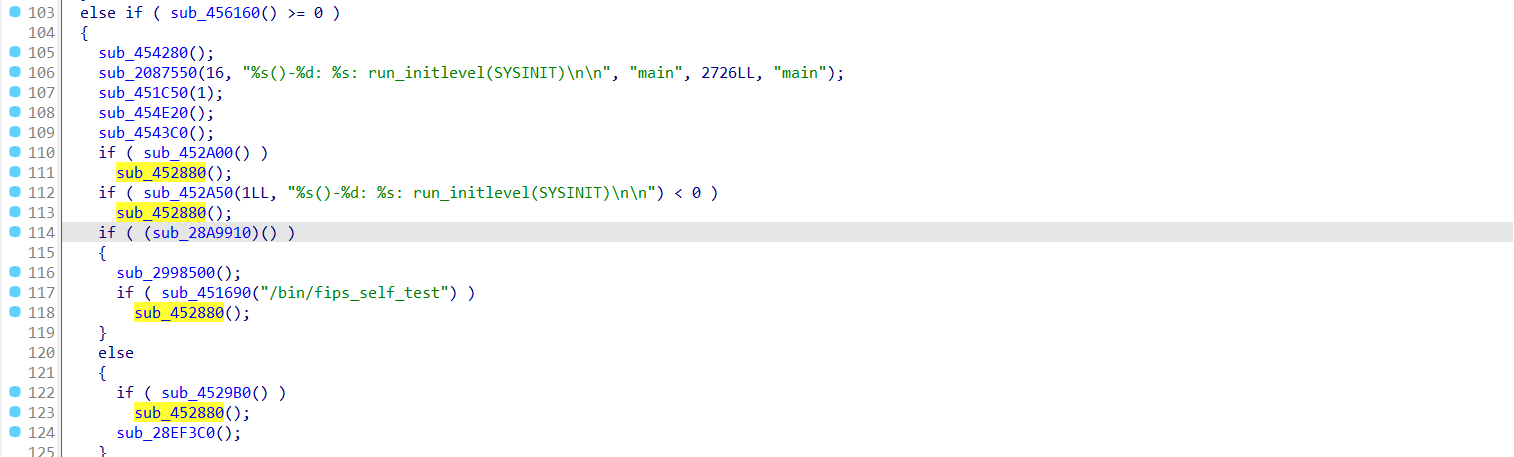 103 else if ( sub_456160() >= 0 )
104 {
105 sub_454280();
106 sub_2087550(16, "%s()-%d: %s: run_initlevel(SYSINIT)\n\n", "main", 2726LL, "main");
107 sub_451C50(1);
108 sub_454E20();
109 sub_4543C0();
110 if ( sub_452A00() )
111 sub_452880();
112 if ( sub_452A50(1LL, "%s()-%d: %s: run_initlevel(SYSINIT)\n\n") < 0 )
113 sub_452880();
114 if ( (sub_28A9910)() )
115 {
116 sub_2998500();
117 if ( sub_451690("/bin/fips_self_test") )
118 sub_452880();
119 }
120 else
121 {
122 if ( sub_4529B0() )
123 sub_452880();
124 sub_28EF3C0();
125 }